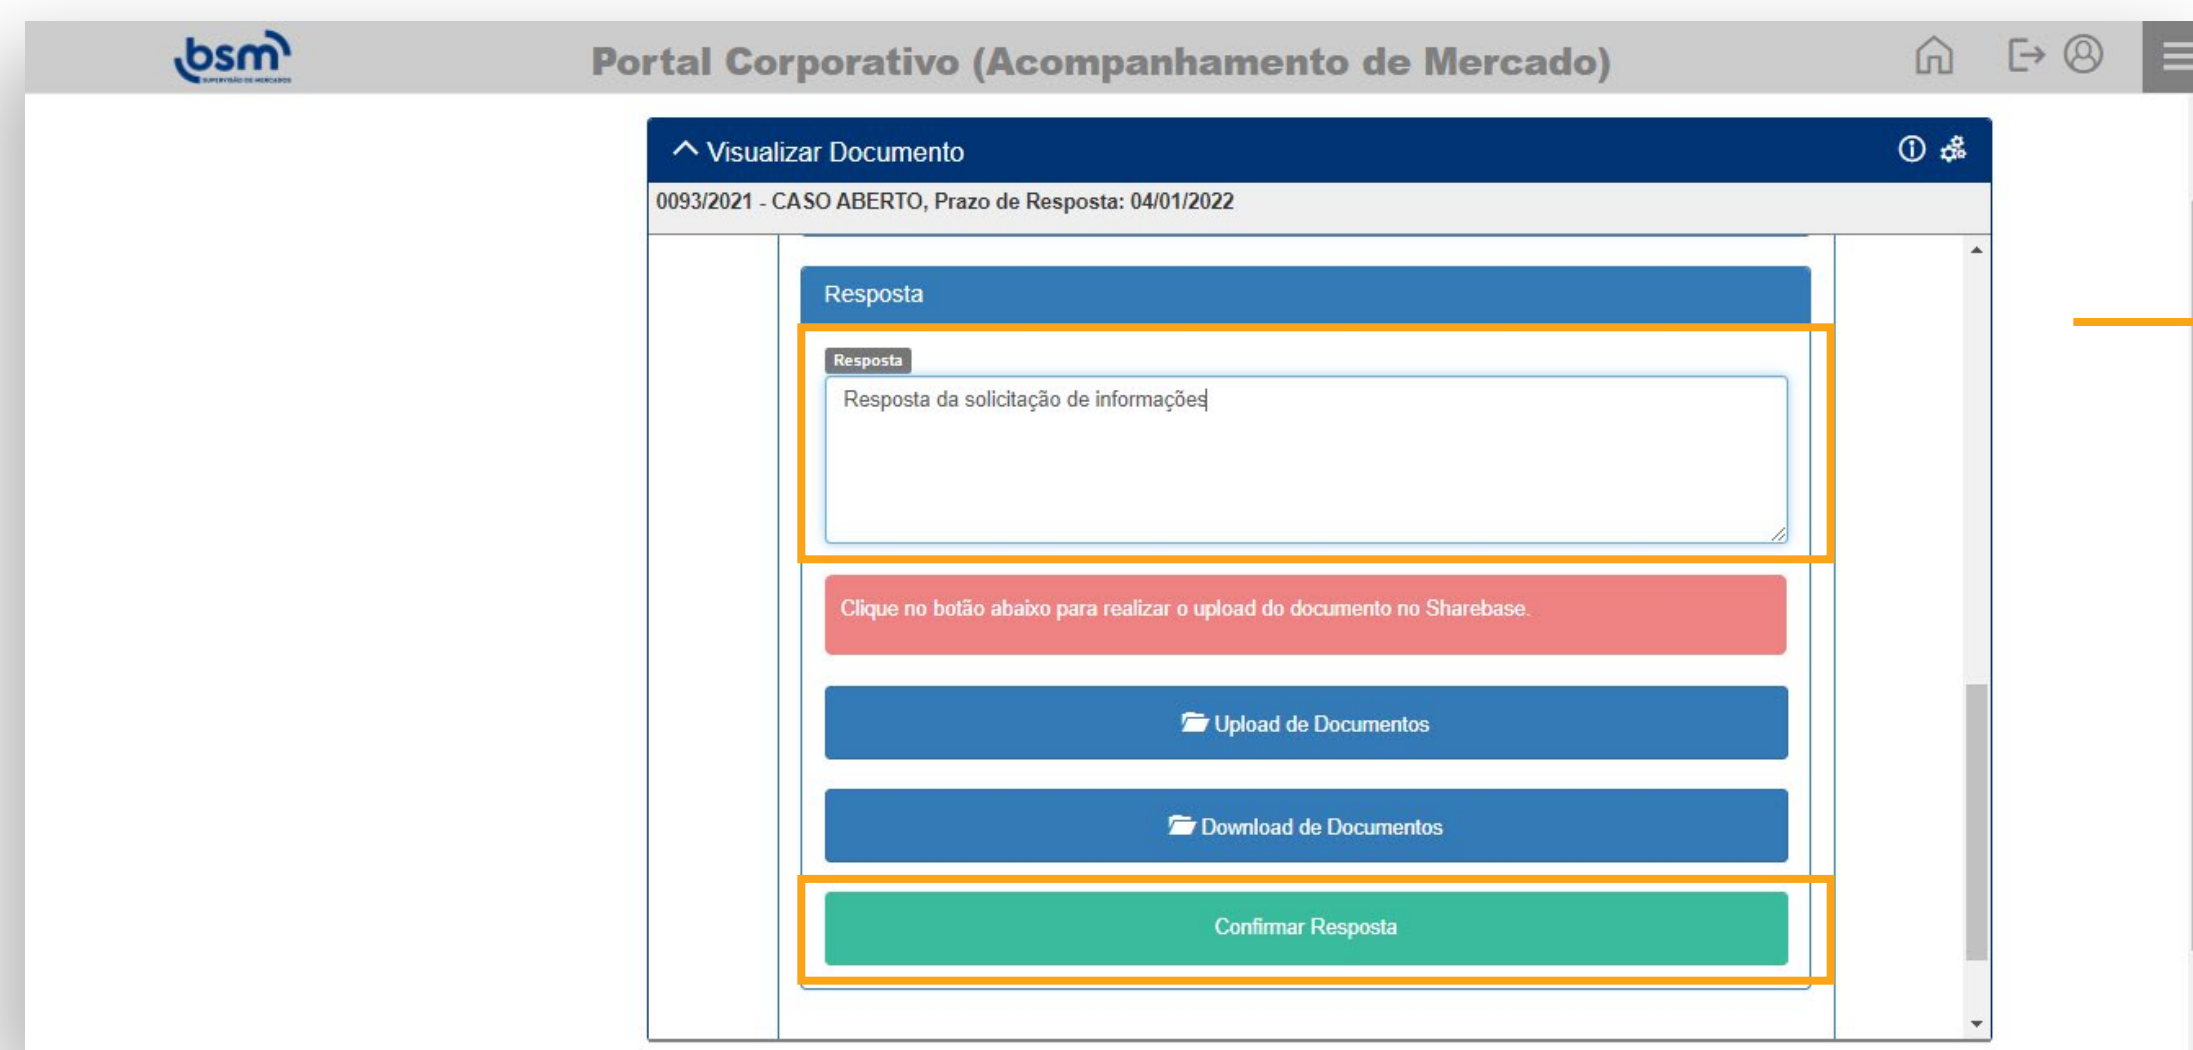 bsm
SUPERVISÃO DE MERCADOS
Portal Corporativo (Acompanhamento de Mercado)
Visualizar Documento
0093/2021 - CASO ABERTO, Prazo de Resposta: 04/01/2022
Resposta
Resposta
Resposta da solicitação de informações
Clique no botão abaixo para realizar o upload do documento no Sharebase.
Upload de Documentos
Download de Documentos
Confirmar Resposta